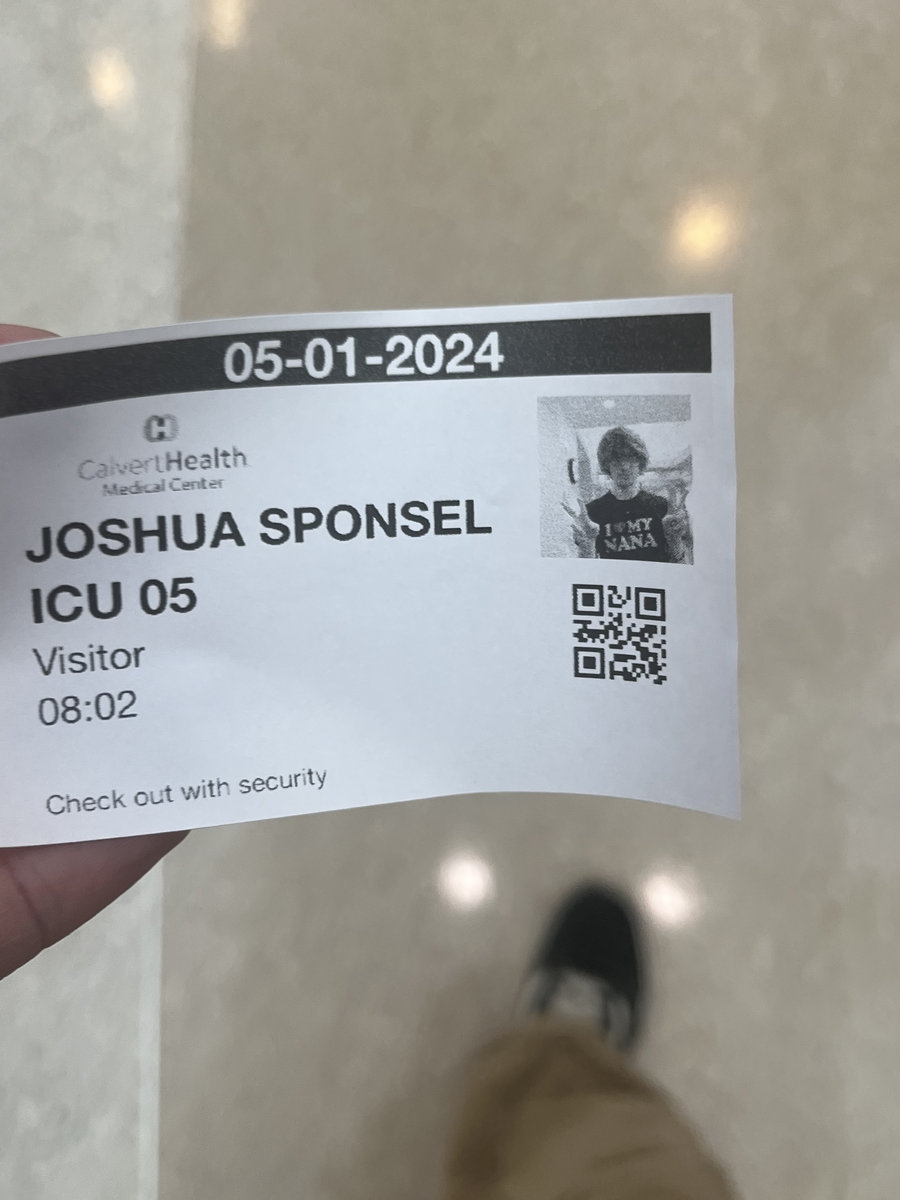 05-01-2024
CalvertHealth
Medical Center
JOSHUA SPONSEL
ICU 05
Visitor
08:02
Check out with security
I ♥ MY
NANA